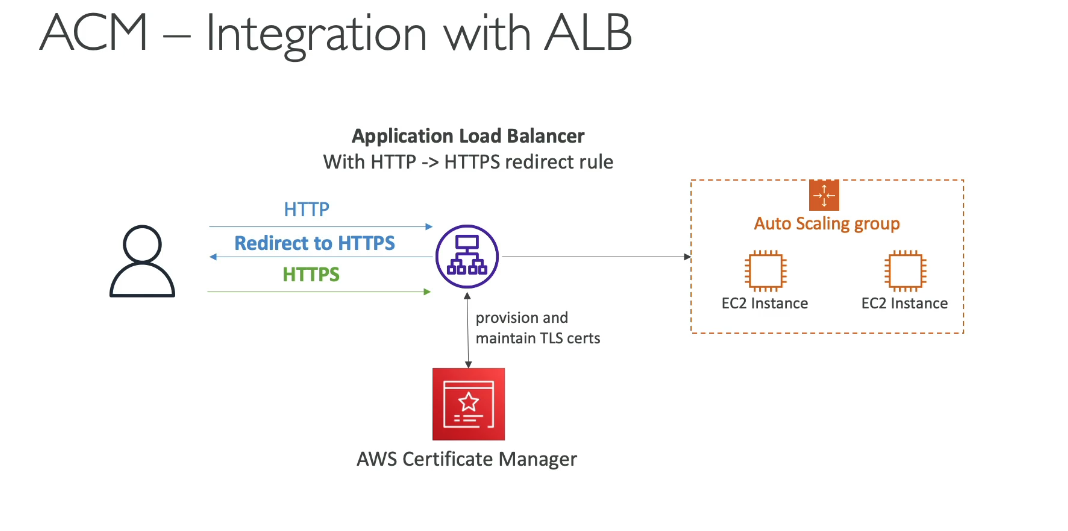 ACM – Integration with ALB
Application Load Balancer
With HTTP -> HTTPS redirect rule
HTTP
Redirect to HTTPS
HTTPS
Auto Scaling group
EC2 Instance
EC2 Instance
provision and
maintain TLS certs
AWS Certificate Manager